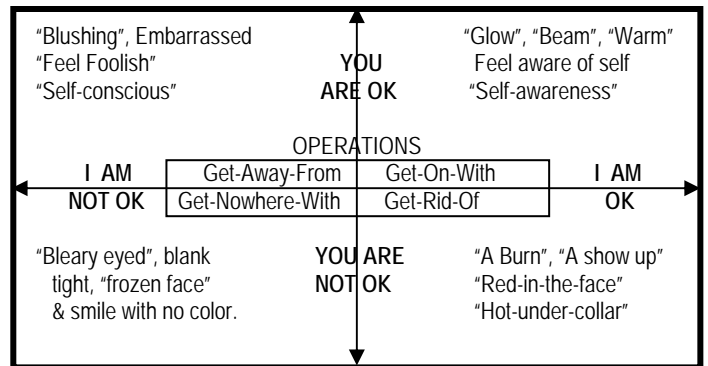 "Blushing", Embarrassed
"Feel Foolish"
"Self-conscious"
YOU
ARE OK
"Glow", "Beam", "Warm"
Feel aware of self
"Self-awareness"
OPERATIONS
I AM
NOT OK
Get-Away-From
Get-On-With
Get-Nowhere-With
Get-Rid-Of
I AM
OK
"Bleary eyed", blank
tight, "frozen face"
& smile with no color.
YOU ARE
NOT OK
"A Burn", "A show up"
"Red-in-the-face"
"Hot-under-collar"